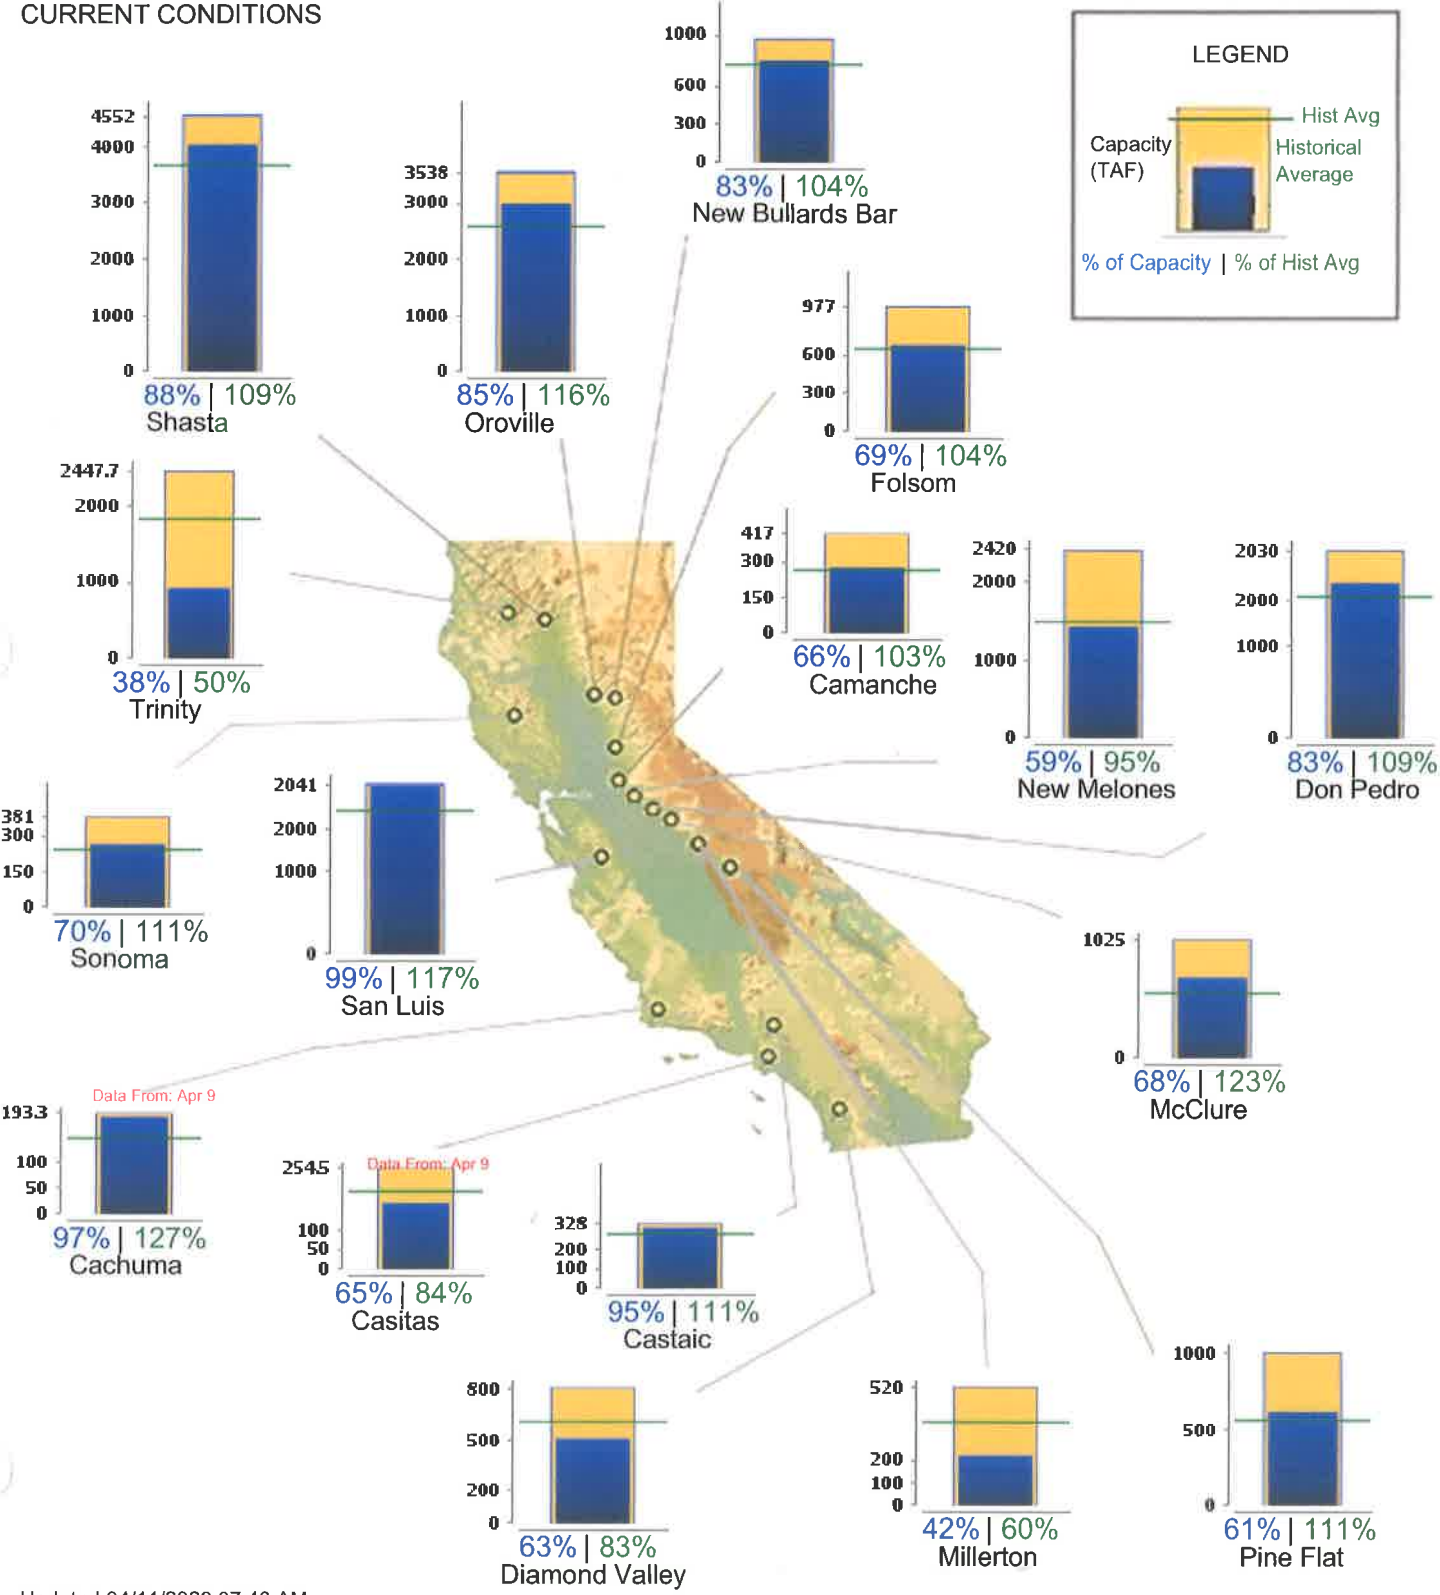 CURRENT CONDITIONS
1000
600
300
0
83% | 104%
New Bullards Bar
LEGEND
Hist Avg
Capacity
(TAF)
Historical
Average
% of Capacity | % of Hist Avg
4552
4000
3000
2000
1000
0
88% | 109%
Shasta
3538
3000
2000
1000
0
85% | 116%
Oroville
977
600
300
0
69% | 104%
Folsom
2447.7
2000
1000
0
38% | 50%
Trinity
417
300
150
0
66% | 103%
Camanche
2420
2000
1000
0
59% | 95%
New Melones
2030
2000
1000
0
83% | 109%
Don Pedro
381
300
150
0
70% | 111%
Sonoma
2041
2000
1000
0
99% | 117%
San Luis
1025
0
68% | 123%
McClure
Data From: Apr 9
193.3
100
50
0
97% | 127%
Cachuma
Data From: Apr 9
254.5
100
50
0
65% | 84%
Casitas
328
200
100
0
95% | 111%
Castaic
800
500
200
0
63% | 83%
Diamond Valley
520
200
100
0
42% | 60%
Millerton
1000
500
0
61% | 111%
Pine Flat